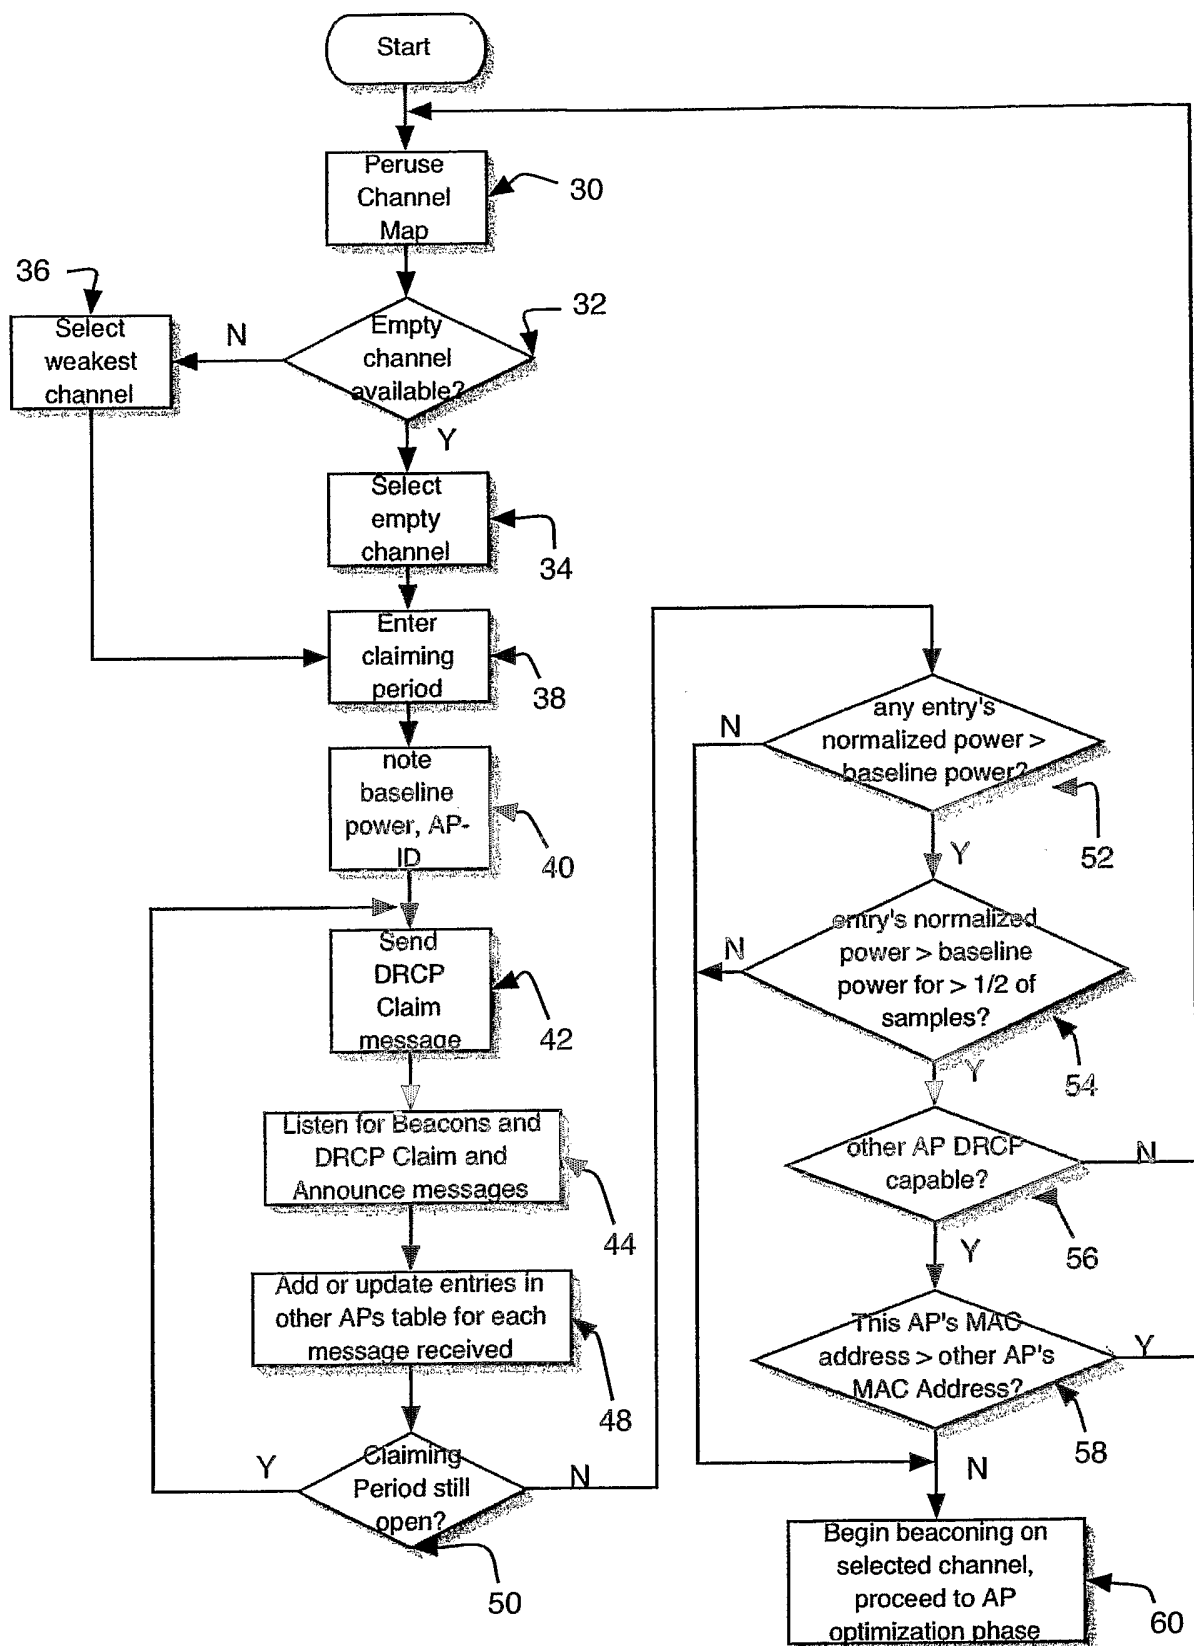 Start
Peruse
Channel
Map
30
36
Select
weakest
channel
N
Empty
channel
available?
32
Y
Select
empty
channel
34
Enter
claiming
period
38
note
baseline
power, AP-
ID
40
Send
DRCP
Claim
message
42
Listen for Beacons and
DRCP Claim and
Announce messages
44
Add or update entries in
other APs table for each
message received
48
Y
Claiming
Period still
open?
N
50
any entry's
normalized power >
baseline power?
N
52
Y
entry's normalized
power > baseline
power for > 1/2 of
samples?
N
54
Y
other AP DRCP
capable?
N
56
Y
This AP's MAC
address > other AP's
MAC Address?
Y
58
N
Begin beaconing on
selected channel,
proceed to AP
optimization phase
60